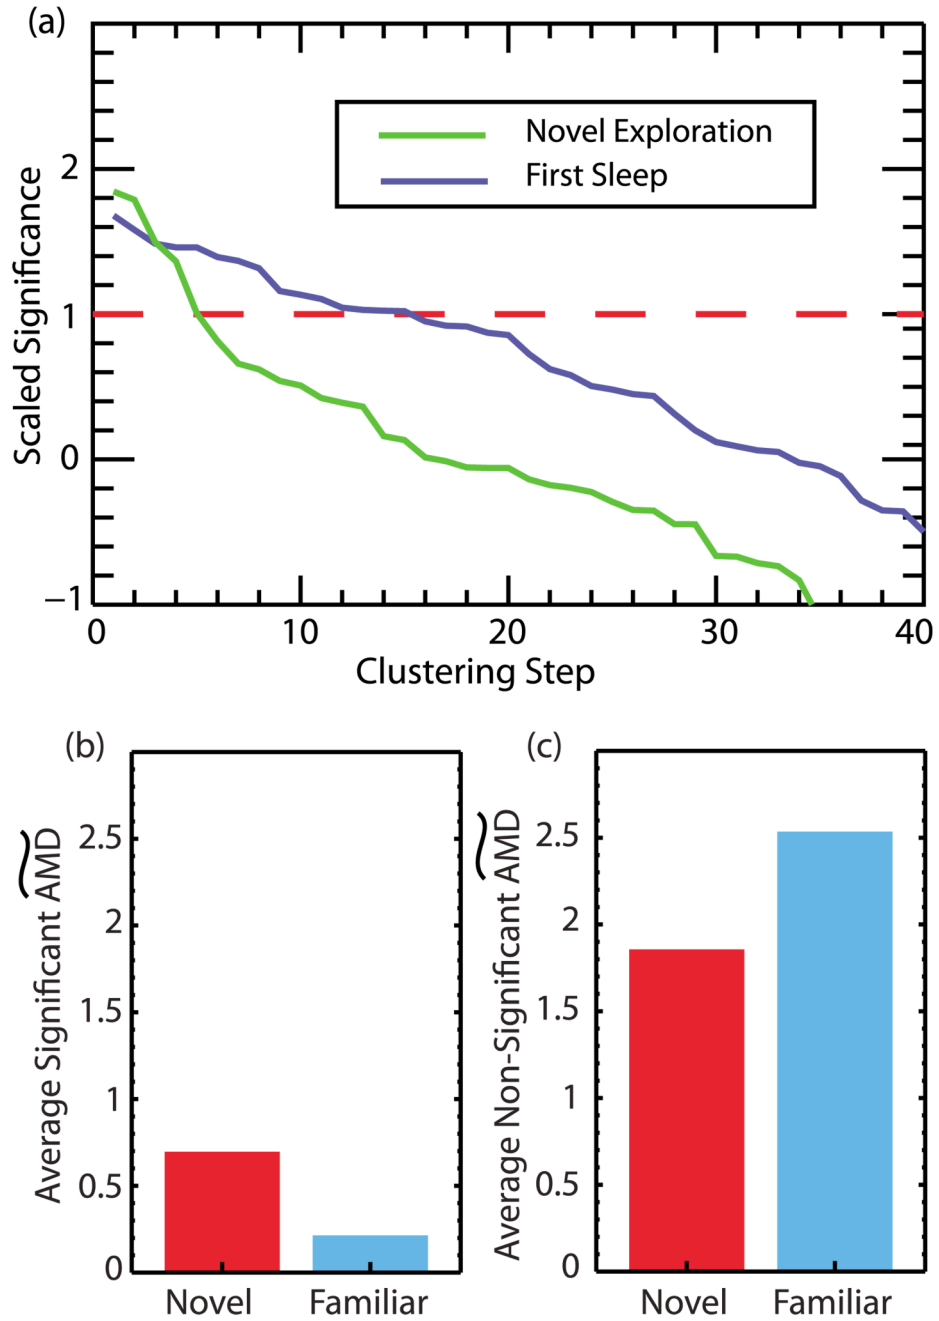 (a)
Novel Exploration
First Sleep
Scaled Significance
2
1
0
−1
0 10 20 30 40
Clustering Step
(b)
Average Significant AMD
2.5
2
1.5
1
0.5
0
Novel Familiar
(c)
Average Non-Significant AMD
2.5
2
1.5
1
0.5
0
Novel Familiar